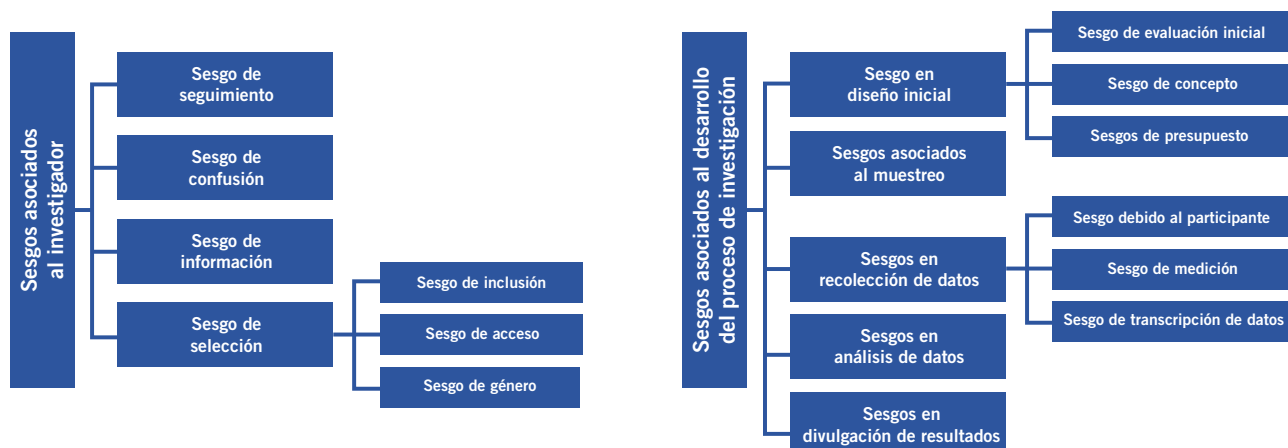 Sesgos asociados
al investigador
Sesgo de
seguimiento
Sesgo de
confusión
Sesgo de
información
Sesgo de
selección
Sesgo de inclusión
Sesgo de acceso
Sesgo de género
Sesgos asociados al desarrollo
del proceso de investigación
Sesgo en
diseño inicial
Sesgo de evaluación inicial
Sesgo de concepto
Sesgos de presupuesto
Sesgos asociados
al muestreo
Sesgos en
recolección de datos
Sesgo debido al participante
Sesgo de medición
Sesgo de transcripción de datos
Sesgos en
análisis de datos
Sesgos en
divulgación de resultados